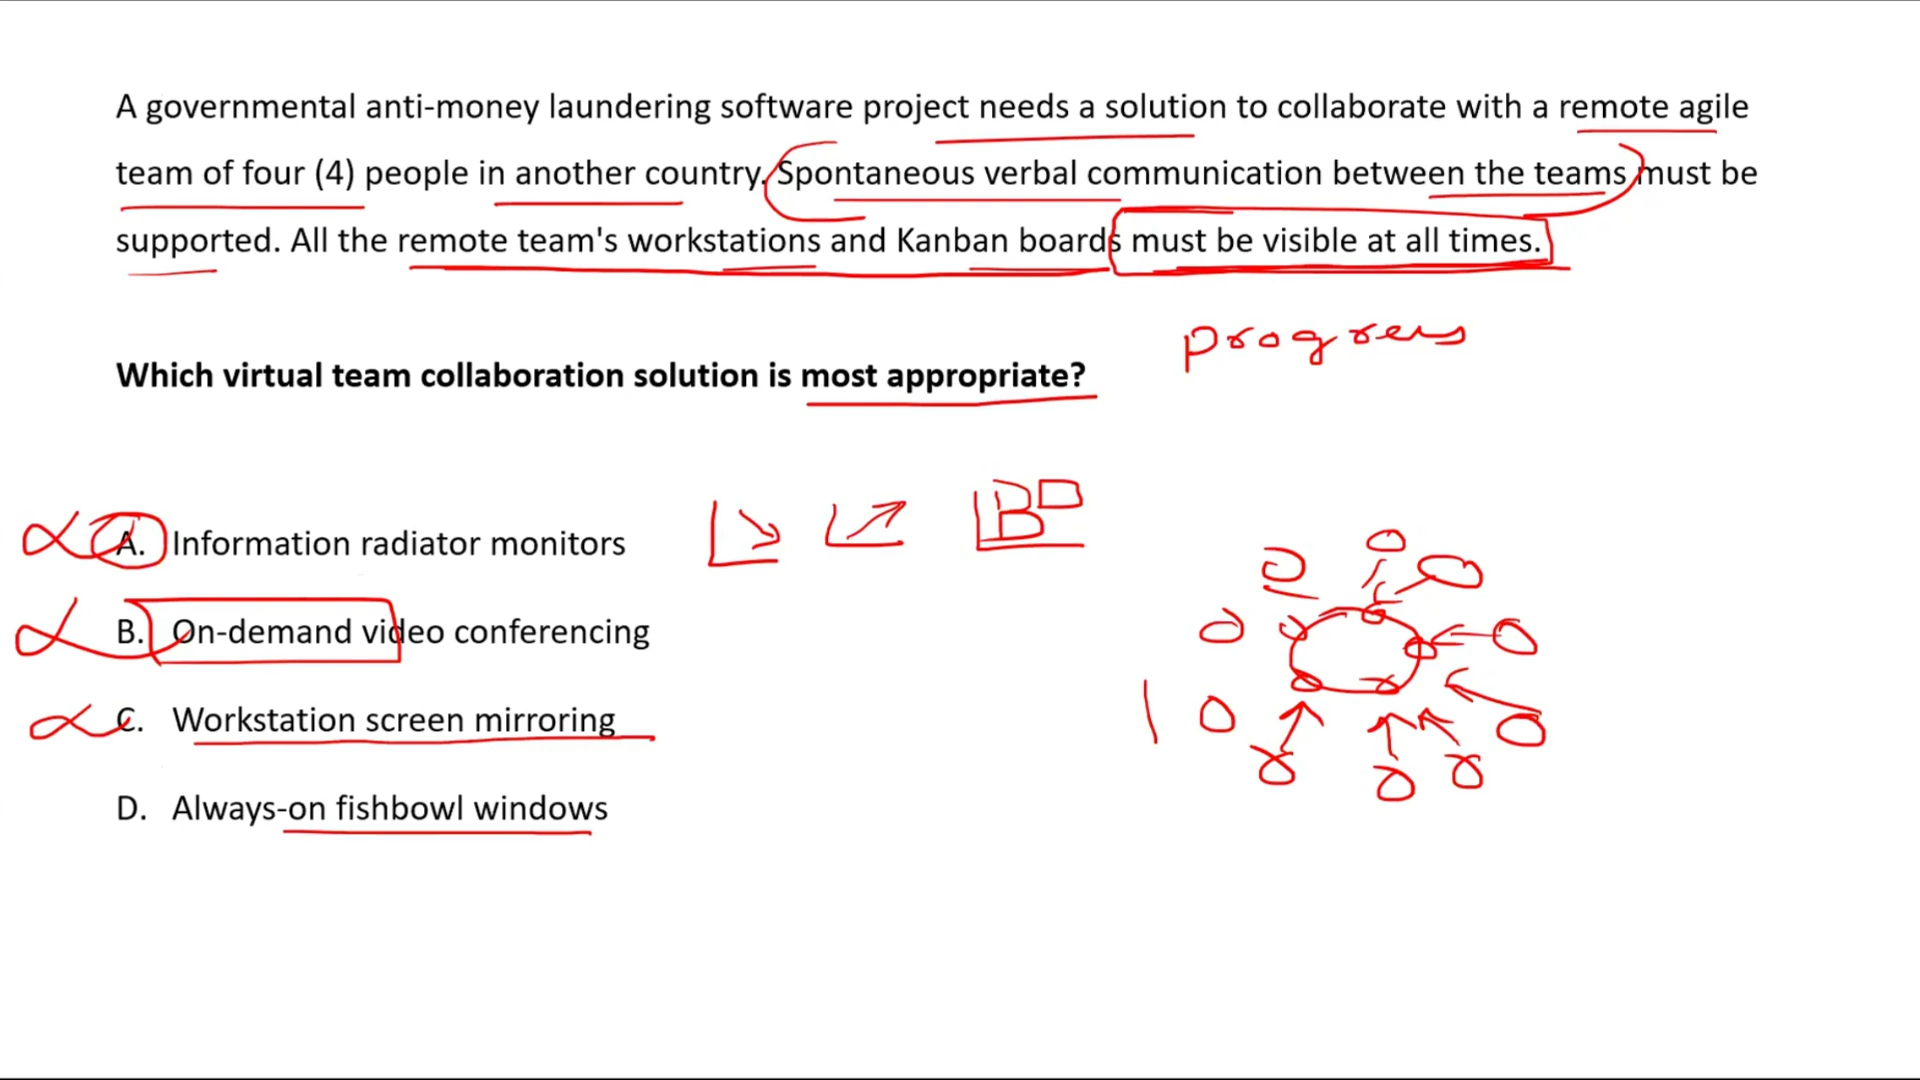 A governmental anti-money laundering software project needs a solution to collaborate with a remote agile
team of four (4) people in another country. Spontaneous verbal communication between the teams must be
supported. All the remote team's workstations and Kanban boards must be visible at all times.
progress
Which virtual team collaboration solution is most appropriate?
A. Information radiator monitors
B. On-demand video conferencing
C. Workstation screen mirroring
D. Always-on fishbowl windows